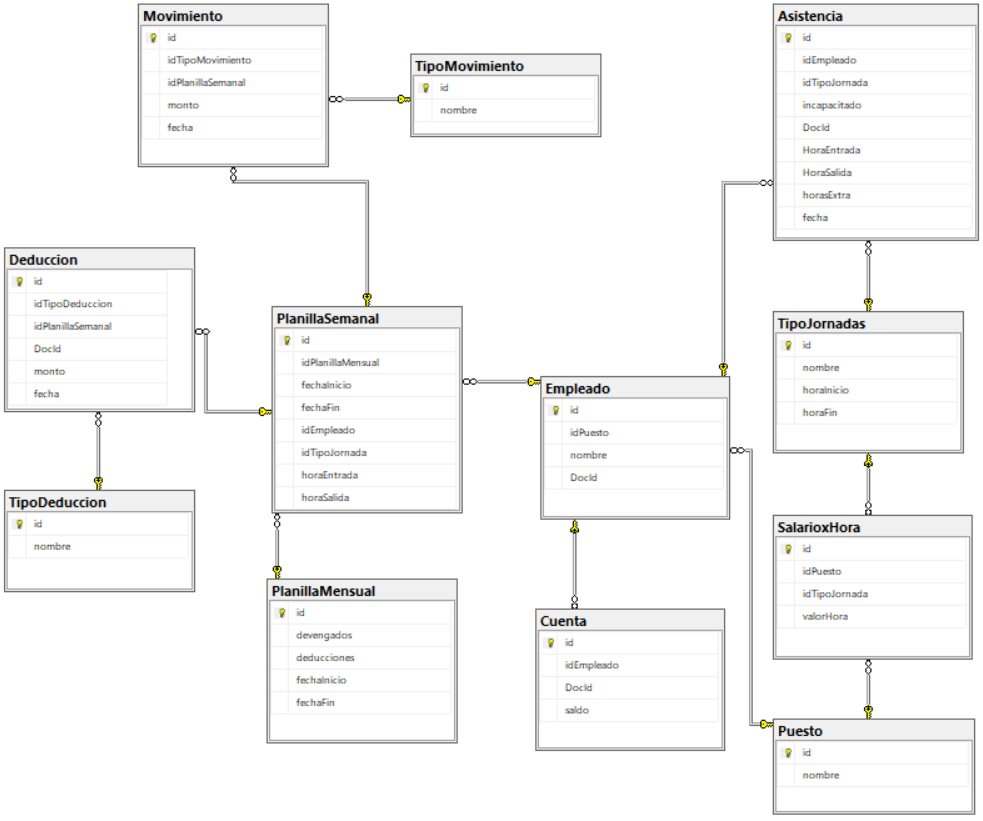 Movimiento
id
idTipoMovimiento
idPlanillaSemanal
monto
fecha
TipoMovimiento
id
nombre
Asistencia
id
idEmpleado
idTipoJornada
incapacitado
DocId
HoraEntrada
HoraSalida
horasExtra
fecha
Deduccion
id
idTipoDeduccion
idPlanillaSemanal
DocId
monto
fecha
PlanillaSemanal
id
idPlanillaMensual
fechaInicio
fechaFin
idEmpleado
idTipoJornada
horaEntrada
horaSalida
Empleado
id
idPuesto
nombre
DocId
TipoJornadas
id
nombre
horaInicio
horaFin
TipoDeduccion
id
nombre
PlanillaMensual
id
devengados
deducciones
fechaInicio
fechaFin
Cuenta
id
idEmpleado
DocId
saldo
SalarioxHora
id
idPuesto
idTipoJornada
valorHora
Puesto
id
nombre